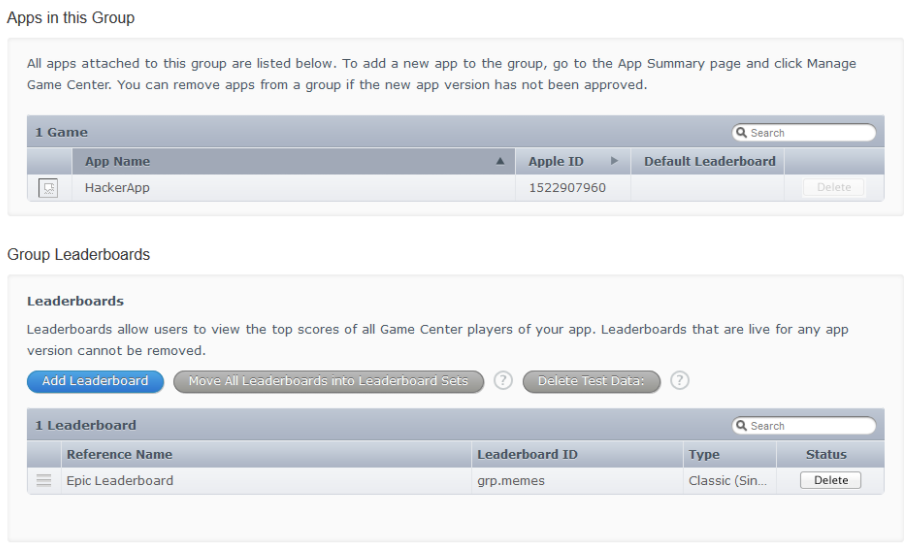 Apps in this Group
All apps attached to this group are listed below. To add a new app to the group, go to the App Summary page and click Manage
Game Center. You can remove apps from a group if the new app version has not been approved.
1 Game
Search
App Name Apple ID Default Leaderboard
HackerApp 1522907960 Delete
Group Leaderboards
Leaderboards
Leaderboards allow users to view the top scores of all Game Center players of your app. Leaderboards that are live for any app
version cannot be removed.
Add Leaderboard Move All Leaderboards into Leaderboard Sets ? Delete Test Data: ?
1 Leaderboard
Search
Reference Name Leaderboard ID Type Status
Epic Leaderboard grp.memes Classic (Sin... Delete